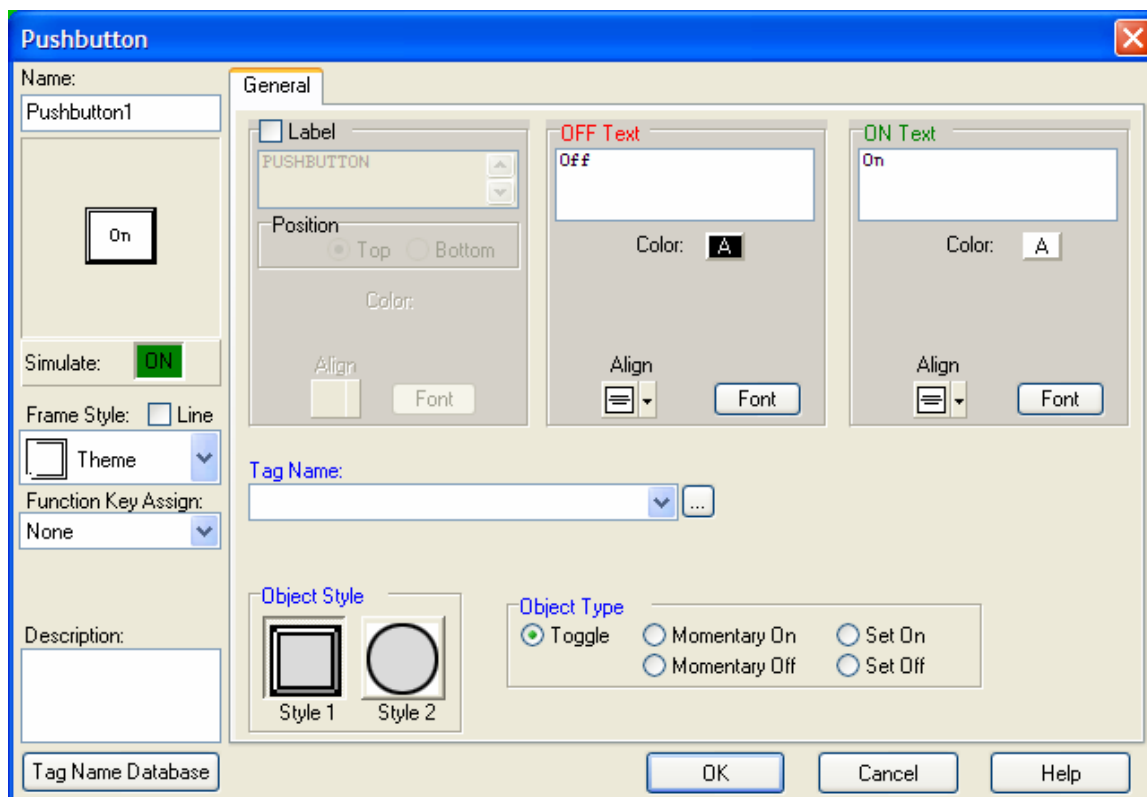 Pushbutton
Name:
Pushbutton1
On
Simulate: ON
Frame Style: Line
Theme
Function Key Assign:
None
Description:
Tag Name Database
General
Label
PUSHBUTTON
Position
Top Bottom
Color:
Align
Font
OFF Text
Off
Color: A
Align
Font
ON Text
On
Color: A
Align
Font
Tag Name:
...
Object Style
Style 1 Style 2
Object Type
Toggle Momentary On Set On
Momentary Off Set Off
OK Cancel Help